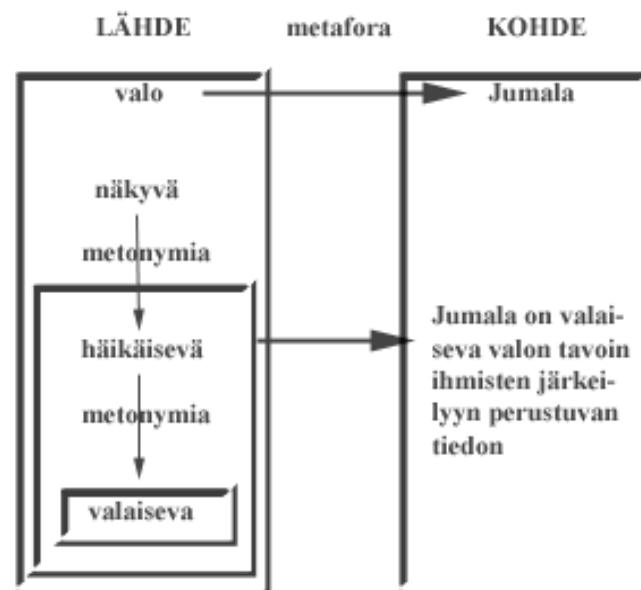 LÄHDE metafora KOHDE
valo Jumala
näkyvä
metonymia
häikäisevä
metonymia
valaiseva
Jumala on valai-
seva valon tavoin
ihmisten järkei-
lyyn perustuvan
tiedon